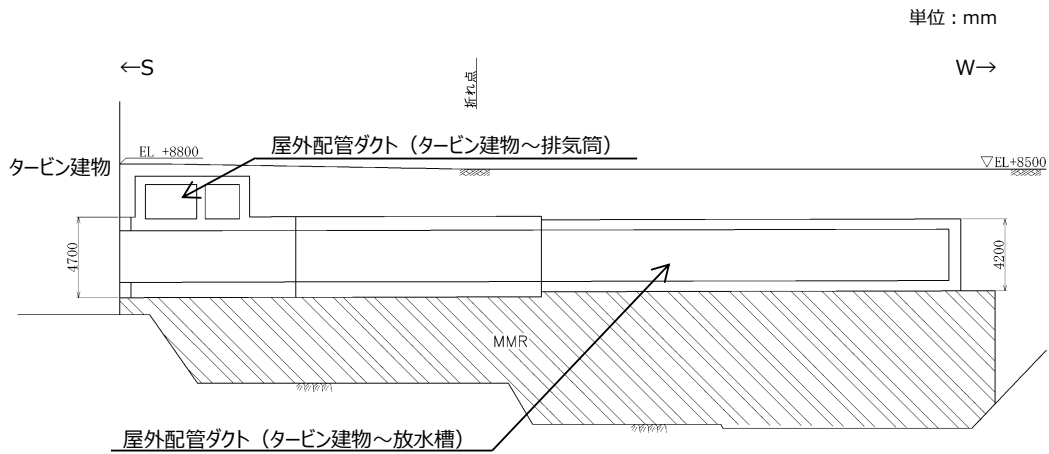 単位：mm
←S
W→
折れ点
屋外配管ダクト（タービン建物～排気筒）
EL +8800
タービン建物
▽EL+8500
4700
4200
MMR
屋外配管ダクト（タービン建物～放水槽）